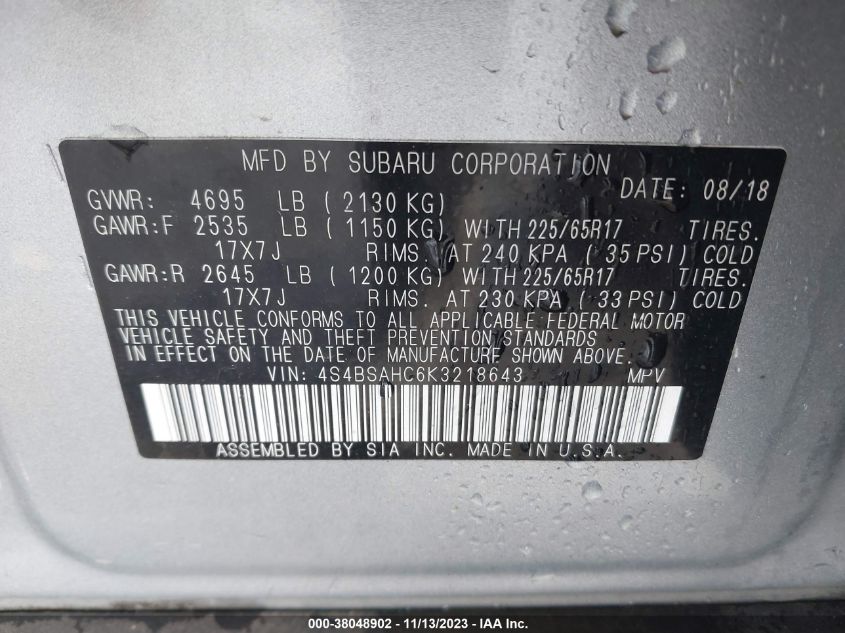 MFD BY SUBARU CORPORATION
DATE: 08/18
GVWR: 4695 LB ( 2130 KG)
GAWR:F 2535 LB ( 1150 KG) WITH 225/65R17 TIRES.
17X7J RIMS. AT 240 KPA ( 35 PSI) COLD
GAWR:R 2645 LB ( 1200 KG) WITH 225/65R17 TIRES.
17X7J RIMS. AT 230 KPA ( 33 PSI) COLD
THIS VEHICLE CONFORMS TO ALL APPLICABLE FEDERAL MOTOR
VEHICLE SAFETY AND THEFT PREVENTION STANDARDS
IN EFFECT ON THE DATE OF MANUFACTURE SHOWN ABOVE.
VIN: 4S4BSAHC6K3218643 MPV
ASSEMBLED BY SIA INC. MADE IN U.S.A.
000-38048902 - 11/13/2023 - IAA Inc.